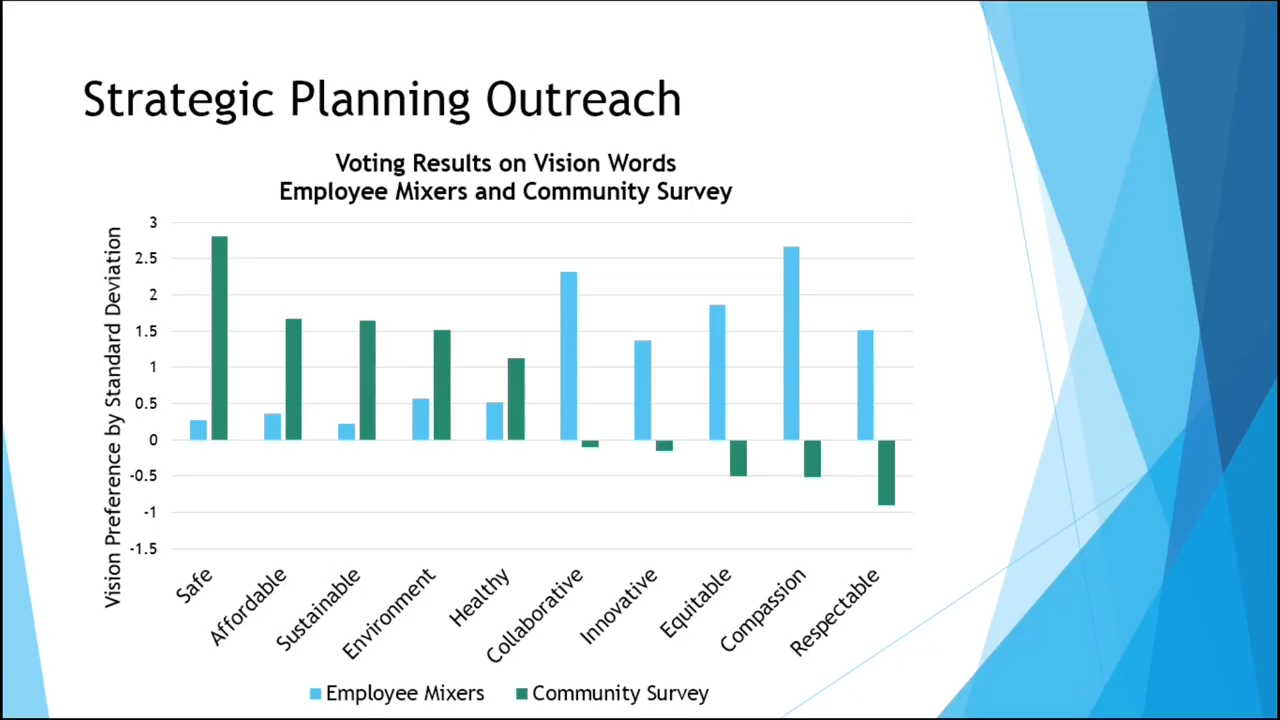 Strategic Planning Outreach
Voting Results on Vision Words
Employee Mixers and Community Survey
Vision Preference by Standard Deviation
3
2.5
2
1.5
1
0.5
0
-0.5
-1
-1.5
Safe
Affordable
Sustainable
Environment
Healthy
Collaborative
Innovative
Equitable
Compassion
Respectable
Employee Mixers
Community Survey